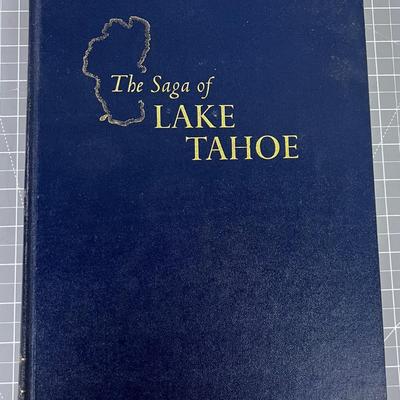 The Saga of
LAKE
TAHOE